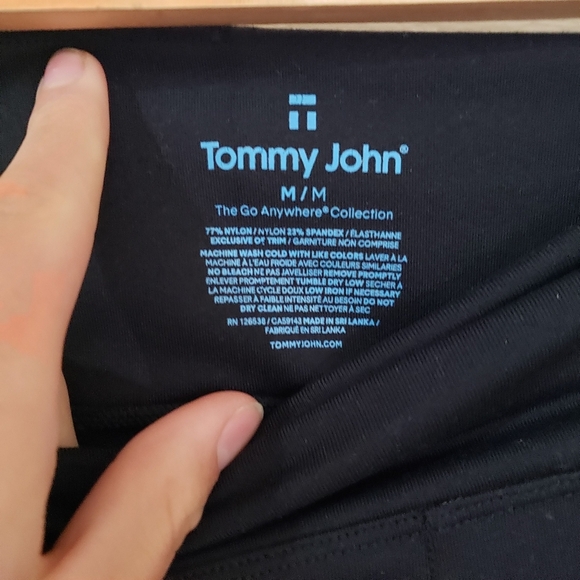 Tommy John®
M / M
The Go Anywhere® Collection
77% NYLON / NYLON 23% SPANDEX / ÉLASTHANNE
EXCLUSIVE OF TRIM / GARNITURE NON COMPRISE
MACHINE WASH COLD WITH LIKE COLORS LAVER À LA
MACHINE À L'EAU FROIDE AVEC COULEURS SIMILARIES
NO BLEACH NE PAS JAVELLISER REMOVE PROMPTLY
ENLEVER PROMPTEMENT TUMBLE DRY LOW SECHER À
LA MACHINE CYCLE DOUX LOW IRON IF NECESSARY
REPASSER À FAIBLE INTENSITÉ AU BESOIN DO NOT
DRY CLEAN NE PAS NETTOYER À SEC
RN 126538 / CA59143 MADE IN SRI LANKA /
FABRIQUÉ EN SRI LANKA
TOMMYJOHN.COM